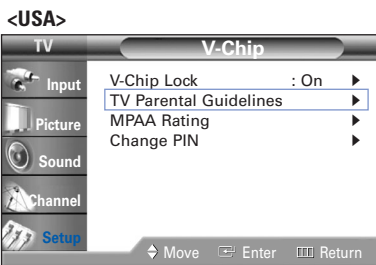 <USA>
TV V-Chip
Input
Picture
Sound
Channel
Setup
V-Chip Lock : On ►
TV Parental Guidelines ►
MPAA Rating ►
Change PIN ►
Move Enter Return